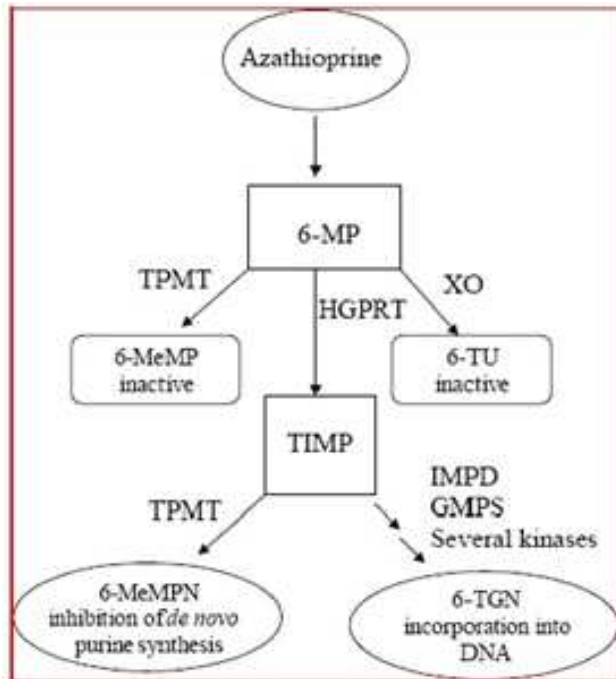 Azathioprine
6-MP
TPMT
HGPRT
XO
6-MeMP
inactive
6-TU
inactive
TIMP
TPMT
IMPD
GMPS
Several kinases
6-MeMPN
inhibition of de novo
purine synthesis
6-TGN
incorporation into
DNA